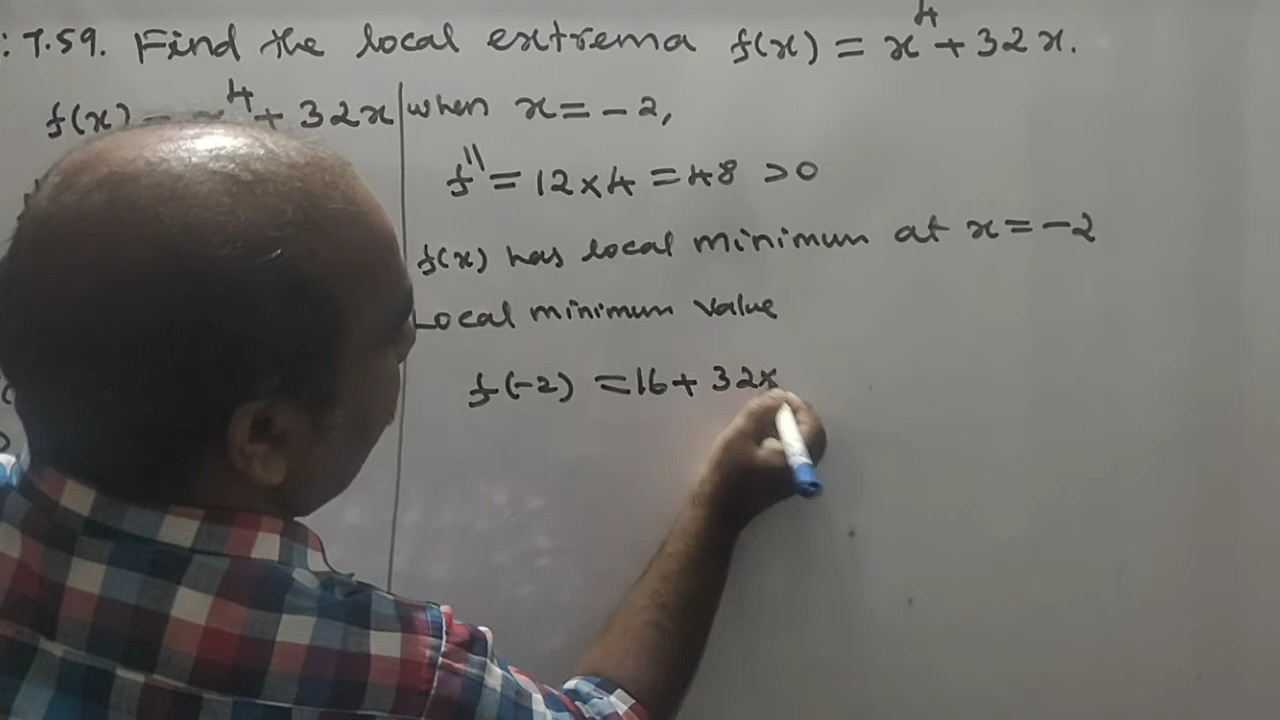 : 7.59. Find the local extrema f(x) = x⁴ + 32x.
f(x) = x⁴ + 32x
when x = -2,
f'' = 12 × 4 = 48 > 0
f(x) has local minimum at x = -2
Local minimum value
f(-2) = 16 + 32×